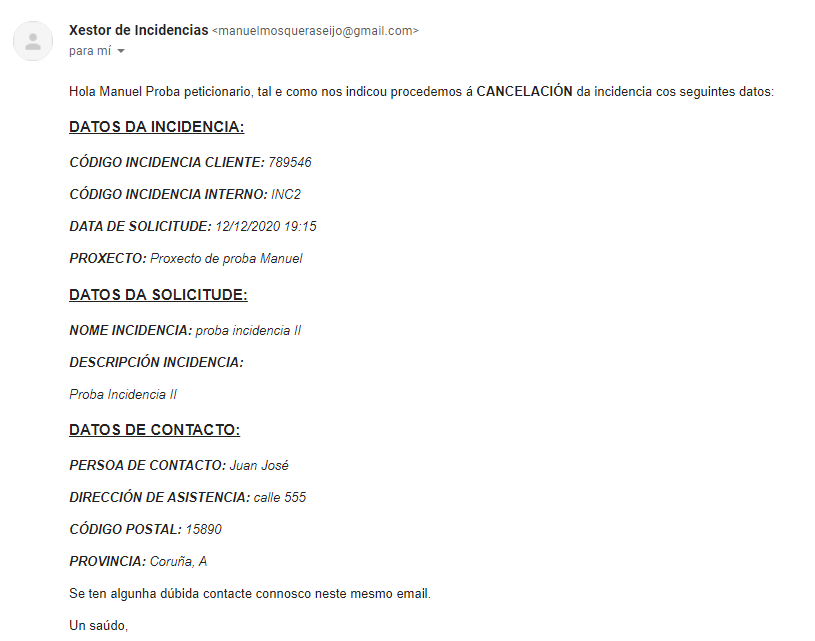 Xestor de Incidencias <manuelmosqueraseijo@gmail.com>
para mí
Hola Manuel Proba peticionario, tal e como nos indicou procedemos á CANCELACIÓN da incidencia cos seguintes datos:
DATOS DA INCIDENCIA:
CÓDIGO INCIDENCIA CLIENTE: 789546
CÓDIGO INCIDENCIA INTERNO: INC2
DATA DE SOLICITUDE: 12/12/2020 19:15
PROXECTO: Proxecto de proba Manuel
DATOS DA SOLICITUDE:
NOME INCIDENCIA: proba incidencia II
DESCRIPCIÓN INCIDENCIA:
Proba Incidencia II
DATOS DE CONTACTO:
PERSOA DE CONTACTO: Juan José
DIRECCIÓN DE ASISTENCIA: calle 555
CÓDIGO POSTAL: 15890
PROVINCIA: Coruña, A
Se ten algunha dúbida contacte connosco neste mesmo email.
Un saúdo,